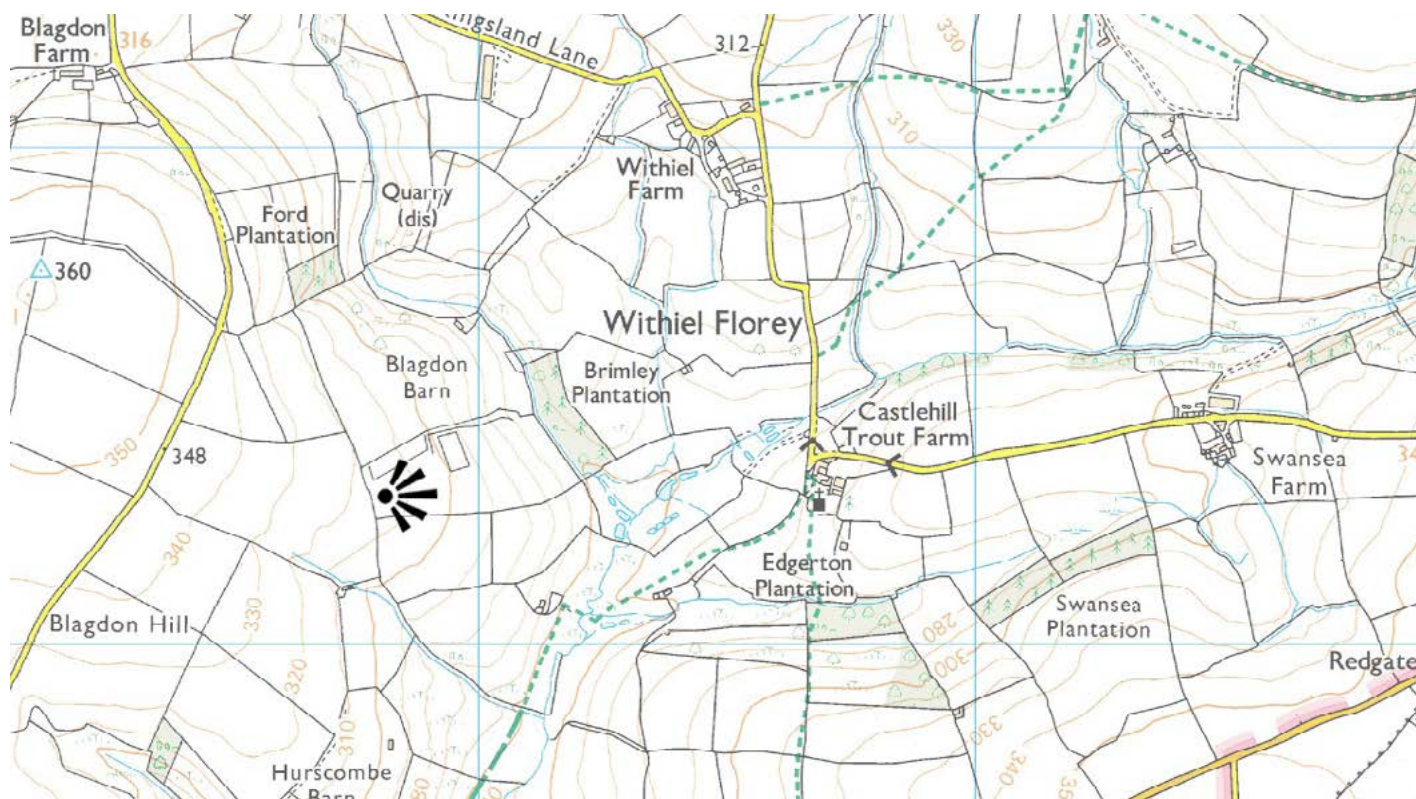 Blagdon
Farm
316
ngsland Lane
312
330
310
Withiel
Farm
Quarry
(dis)
Ford
Plantation
360
Withiel Florey
Blagdon
Barn
Brimley
Plantation
Castlehill
Trout Farm
350
348
Swansea
Farm
34
340
Edgerton
Plantation
Swansea
Plantation
330
Blagdon Hill
280
300
320
Redgate
310
330
340
Hurscombe
Barn